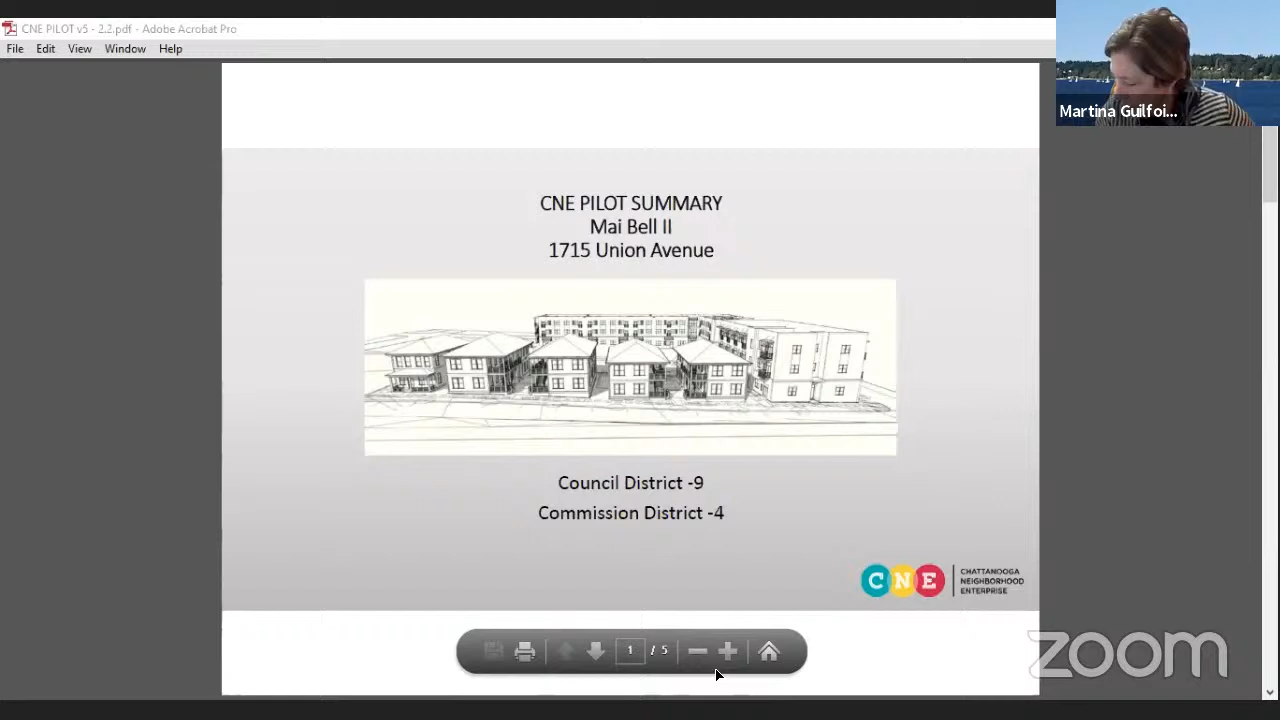 CNE PILOT v5 - 2.2.pdf - Adobe Acrobat Pro
File Edit View Window Help
Martina Guilfoi...
CNE PILOT SUMMARY
Mai Bell II
1715 Union Avenue
Council District -9
Commission District -4
CNE
CHATTANOOGA
NEIGHBORHOOD
ENTERPRISE
1 / 5
zoom